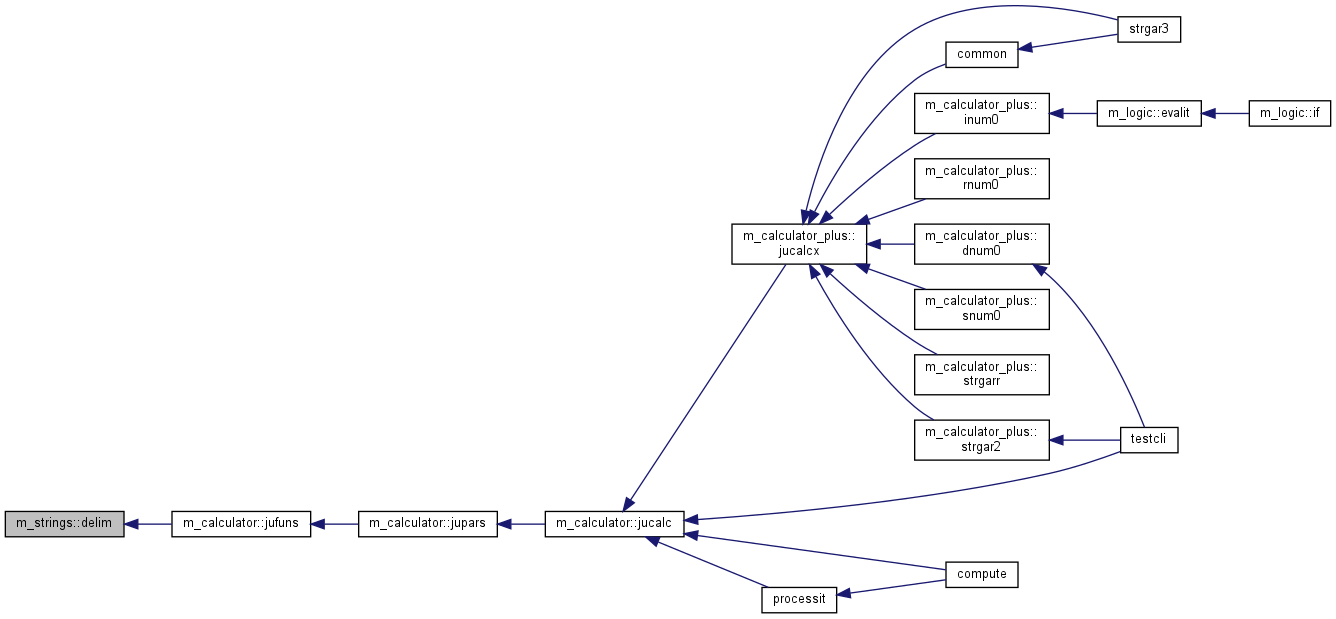 strgar3
common
m_calculator_plus::
inum0
m_logic::evalit
m_logic::if
m_calculator_plus::
rnum0
m_calculator_plus::
jucalcx
m_calculator_plus::
dnum0
m_calculator_plus::
snum0
m_calculator_plus::
strgarr
m_calculator_plus::
strgar2
testcli
m_strings::delim
m_calculator::jufuns
m_calculator::jupars
m_calculator::jucalc
compute
processit